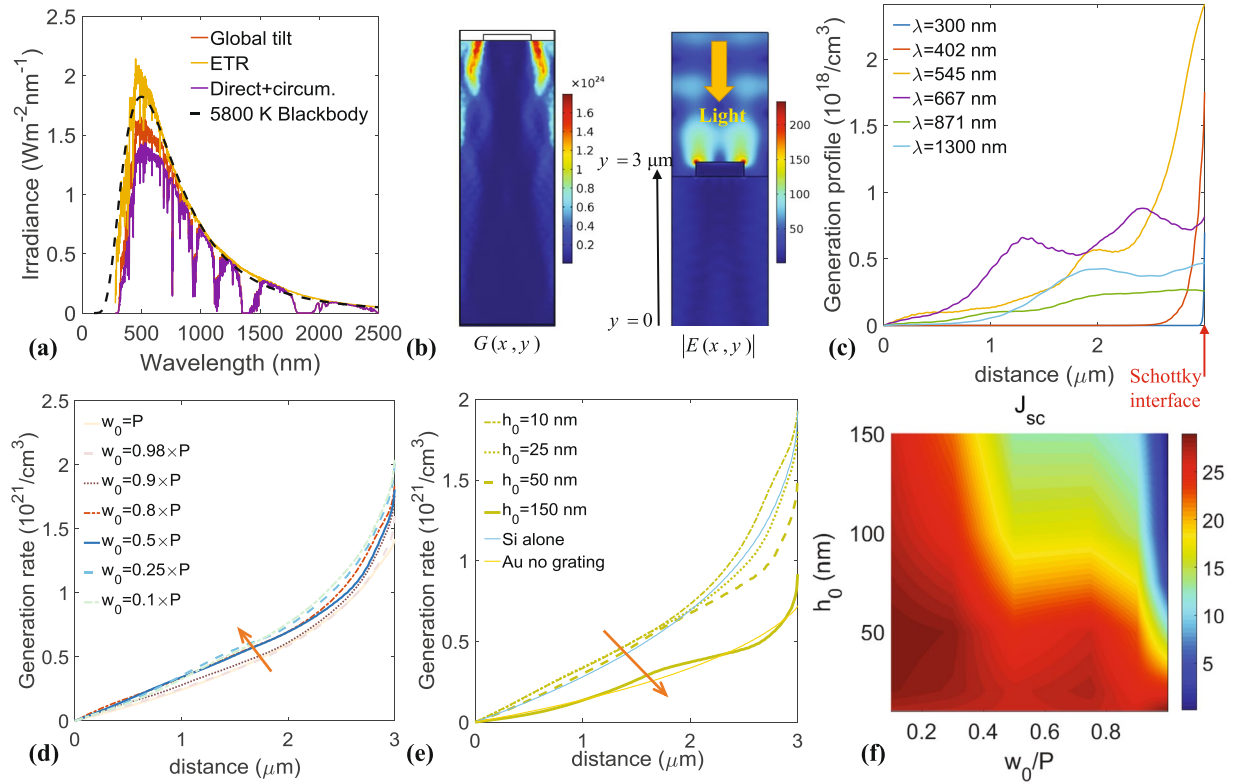 2.5
2
1.5
1
0.5
0
0 500 1000 1500 2000 2500
Irradiance (Wm⁻²nm⁻¹)
Wavelength (nm)
Global tilt
ETR
Direct+circum.
5800 K Blackbody
(a)
×10²⁴
1.8
1.6
1.4
1.2
1
0.8
0.6
0.4
0.2
G(x,y)
(b)
Light
y = 3 μm
y = 0
200
150
100
50
|E(x,y)|
2
1
0
0 1 2
Generation profile (10¹⁸/cm³)
distance (μm)
λ=300 nm
λ=402 nm
λ=545 nm
λ=667 nm
λ=871 nm
λ=1300 nm
(c)
Schottky
interface
2.5
2
1.5
1
0.5
0
0 1 2 3
Generation rate (10²¹/cm³)
distance (μm)
w₀=P
w₀=0.98×P
w₀=0.9×P
w₀=0.8×P
w₀=0.5×P
w₀=0.25×P
w₀=0.1×P
(d)
2
1.5
1
0.5
0
0 1 2 3
Generation rate (10²¹/cm³)
distance (μm)
h₀=10 nm
h₀=25 nm
h₀=50 nm
h₀=150 nm
Si alone
Au no grating
(e)
J_sc
150
100
50
h₀ (nm)
0.2 0.4 0.6 0.8
w₀/P
25
20
15
10
5
(f)